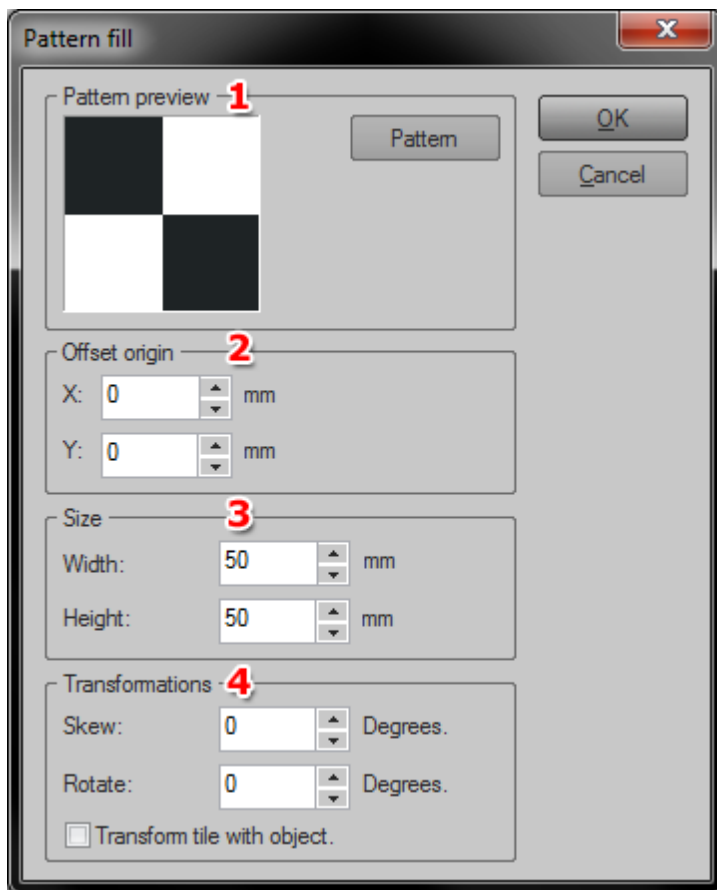 Pattern fill
Pattern preview 1
Pattern
OK
Cancel
Offset origin 2
X: 0 mm
Y: 0 mm
Size 3
Width: 50 mm
Height: 50 mm
Transformations 4
Skew: 0 Degrees.
Rotate: 0 Degrees.
Transform tile with object.